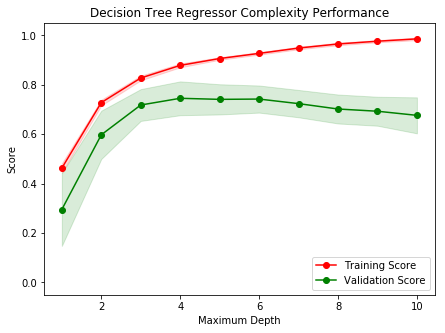 Decision Tree Regressor Complexity Performance
Score
1.0
0.8
0.6
0.4
0.2
0.0
Training Score
Validation Score
2
4
6
8
10
Maximum Depth